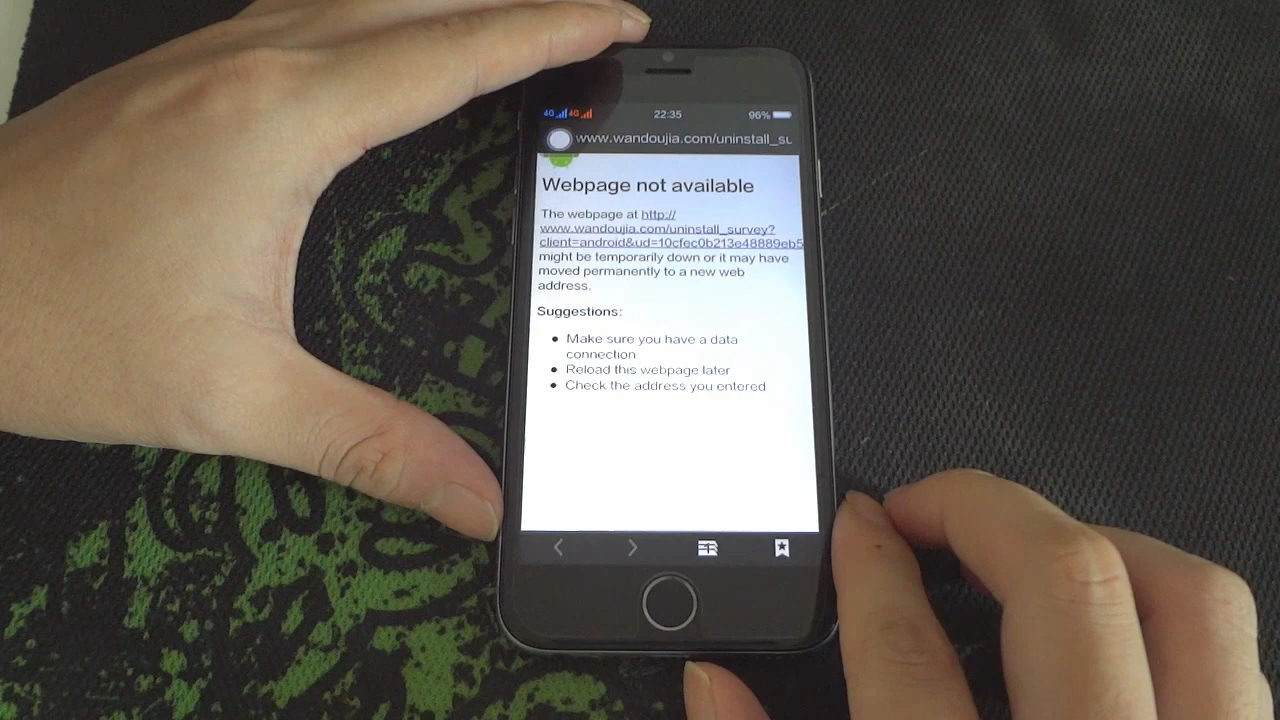 4G 4G 22:35 96%
www.wandoujia.com/uninstall_su
Webpage not available
The webpage at http://
www.wandoujia.com/uninstall_survey?
client=android&ud=10cfec0b213e48889eb5
might be temporarily down or it may have
moved permanently to a new web
address.
Suggestions:
Make sure you have a data
connection
Reload this webpage later
Check the address you entered